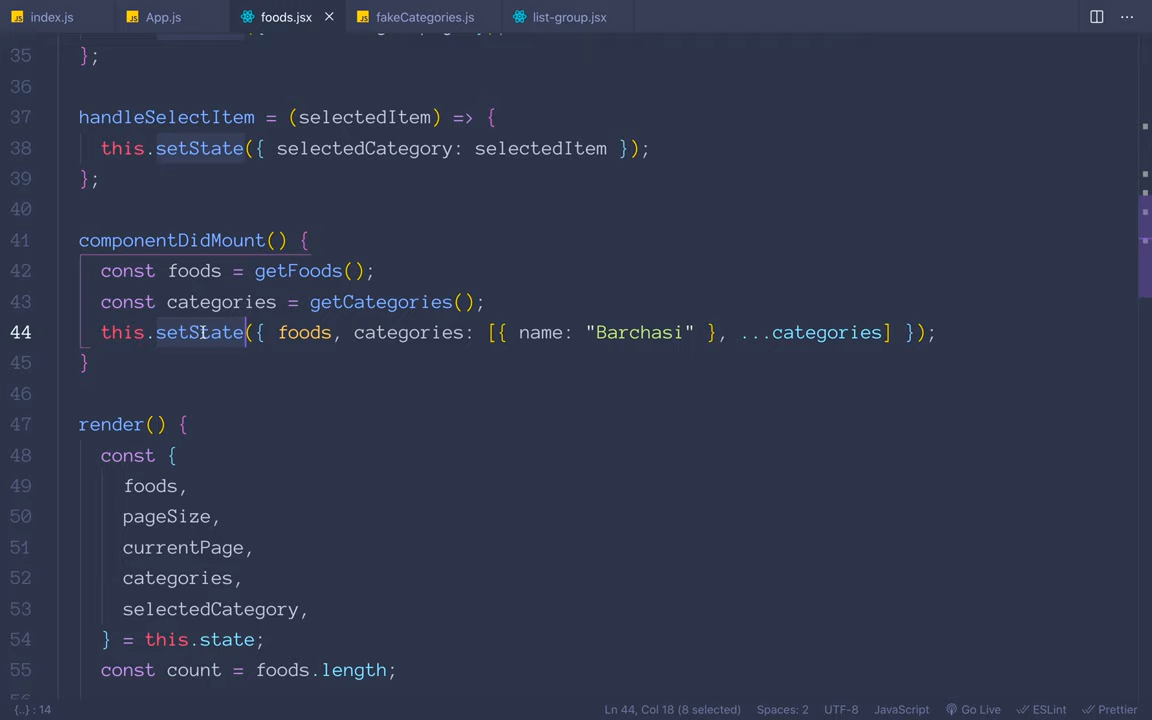 index.js App.js foods.jsx fakeCategories.js list-group.jsx
35 };
36
37 handleSelectItem = (selectedItem) => {
38 this.setState({ selectedCategory: selectedItem });
39 };
40
41 componentDidMount() {
42 const foods = getFoods();
43 const categories = getCategories();
44 this.setState({ foods, categories: [{ name: "Barchasi" }, ...categories] });
45 }
46
47 render() {
48 const {
49 foods,
50 pageSize,
51 currentPage,
52 categories,
53 selectedCategory,
54 } = this.state;
55 const count = foods.length;
{..} : 14 Ln 44, Col 18 (8 selected) Spaces: 2 UTF-8 JavaScript Go Live ESLint Prettier